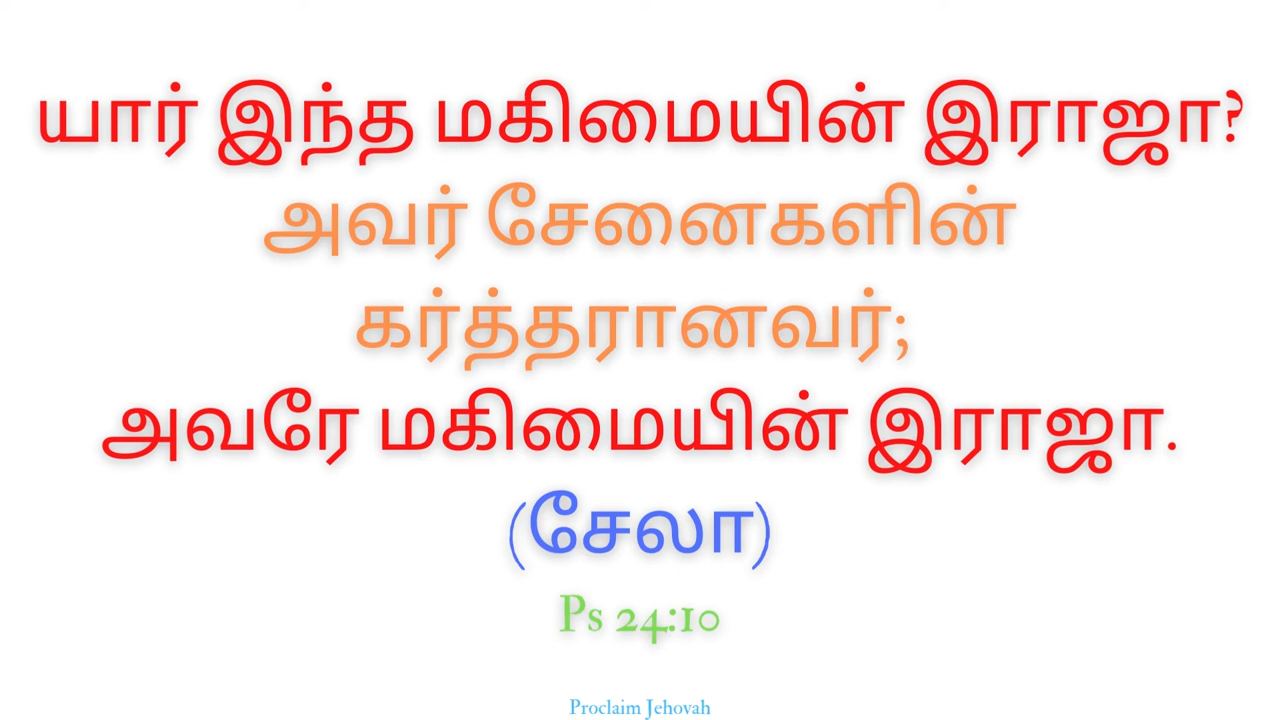 யார் இந்த மகிமையின் இராஜா?
அவர் சேனைகளின்
கர்த்தரானவர்;
அவரே மகிமையின் இராஜா.
(சேலா)
Ps 24:10
Proclaim Jehovah